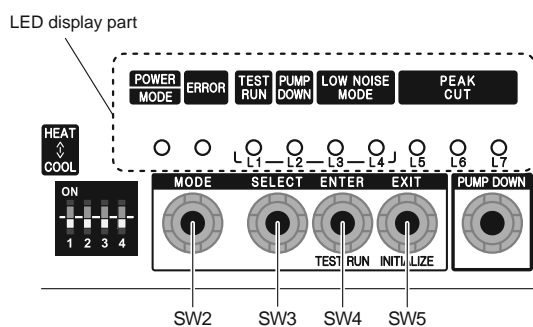 LED display part
POWER
MODE
ERROR
TEST
RUN
PUMP
DOWN
LOW NOISE
MODE
PEAK
CUT
HEAT
COOL
L1
L2
L3
L4
L5
L6
L7
ON
1 2 3 4
MODE
SELECT
ENTER
EXIT
PUMP DOWN
TEST RUN
INITIALIZE
SW2
SW3
SW4
SW5